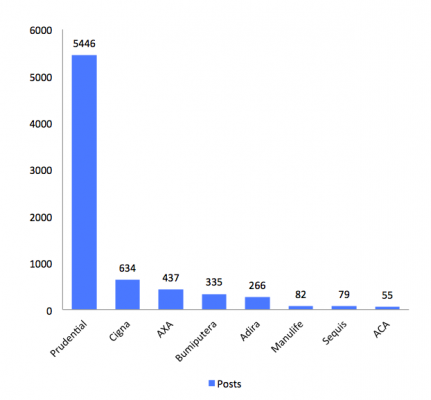 6000
5000
4000
3000
2000
1000
0
5446
634
437
335
266
82
79
55
Prudential
Cigna
AXA
Bumiputera
Adira
Manulife
Sequis
ACA
Posts